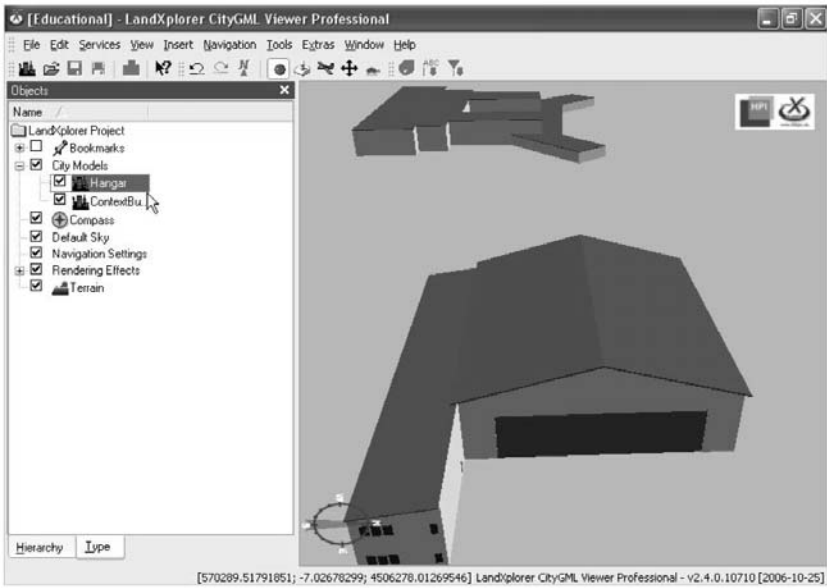 [Educational] - LandXplorer CityGML Viewer Professional
File Edit Services View Insert Navigation Tools Extras Window Help
ABC
Objects
Name
LandXplorer Project
Bookmarks
City Models
Hangar
ContextBu...
Compass
Default Sky
Navigation Settings
Rendering Effects
Terrain
HPI
Hierarchy Type
[570289.51791851; -7.02678299; 4506278.01269546] LandXplorer CityGML Viewer Professional - v2.4.0.10710 [2006-10-25]